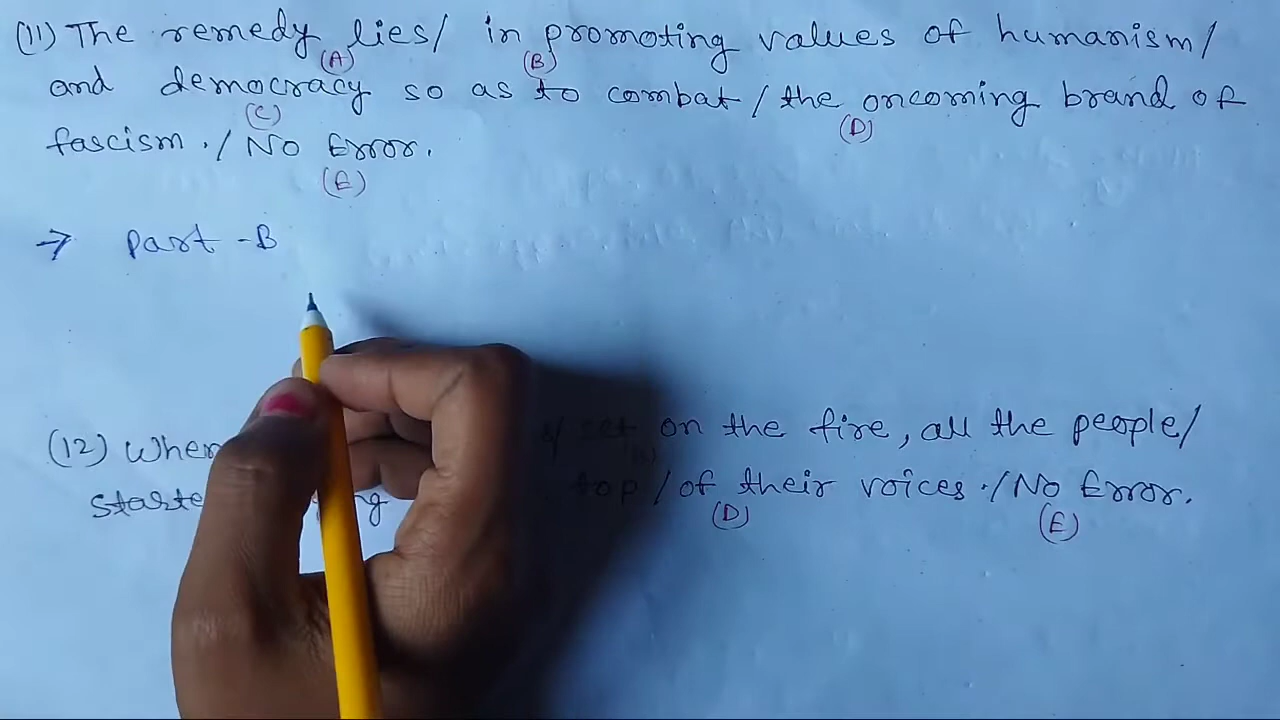 (11) The remedy lies/ in promoting values of humanism/
(A) (B)
and democracy so as to combat/ the oncoming brand of
(C) (D)
fascism ./ No Error.
(E)
→ Part -B
(12) When on the fire, all the people/
top / of their voices ./ No Error.
(D) (E)